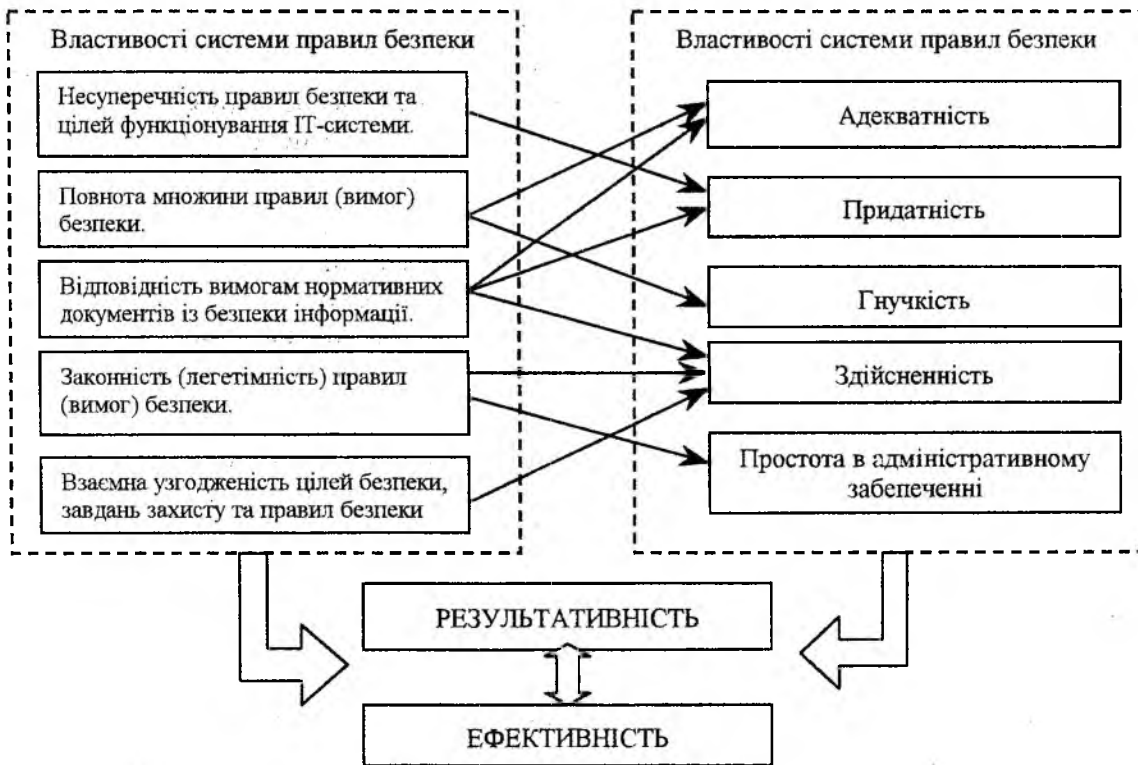 Властивості системи правил безпеки
Несуперечність правил безпеки та
цілей функціонування ІТ-системи.
Повнота множини правил (вимог)
безпеки.
Відповідність вимогам нормативних
документів із безпеки інформації.
Законність (легетімність) правил
(вимог) безпеки.
Взаємна узгодженість цілей безпеки,
завдань захисту та правил безпеки
Властивості системи правил безпеки
Адекватність
Придатність
Гнучкість
Здійсненність
Простота в адміністративному
забепеченні
РЕЗУЛЬТАТИВНІСТЬ
ЕФЕКТИВНІСТЬ